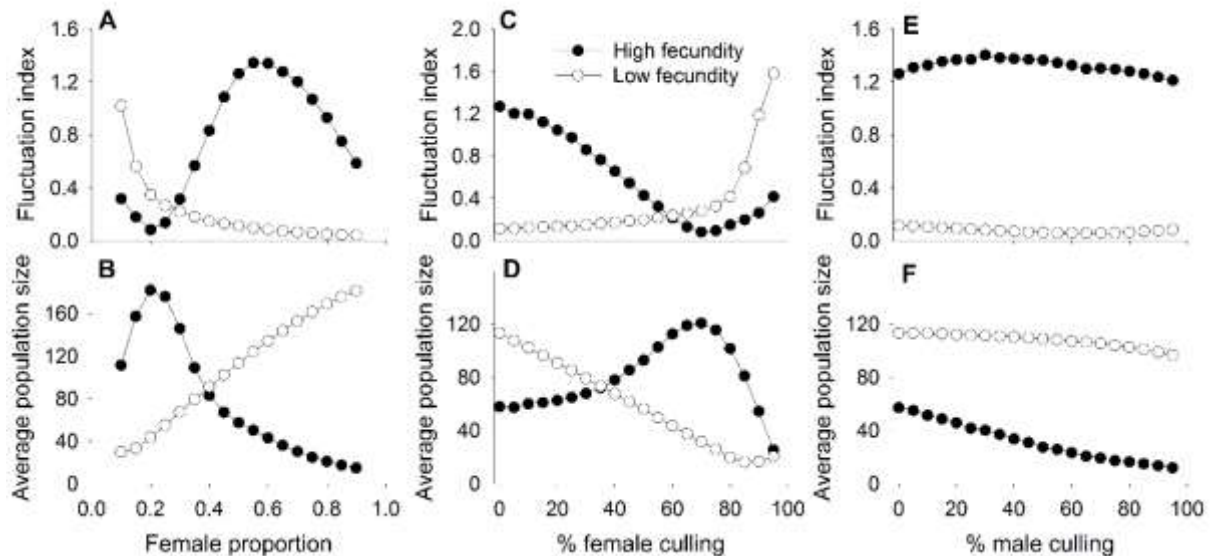 A
Fluctuation index
1.6
1.2
0.8
0.4
0.0
C
Fluctuation index
2.0
1.6
1.2
0.8
0.4
0.0
High fecundity
Low fecundity
E
Fluctuation index
1.6
1.2
0.8
0.4
0.0
B
Average population size
160
120
80
40
0
0.0 0.2 0.4 0.6 0.8 1.0
Female proportion
D
Average population size
120
80
40
0
0 20 40 60 80 100
% female culling
F
Average population size
120
80
40
0
0 20 40 60 80 100
% male culling